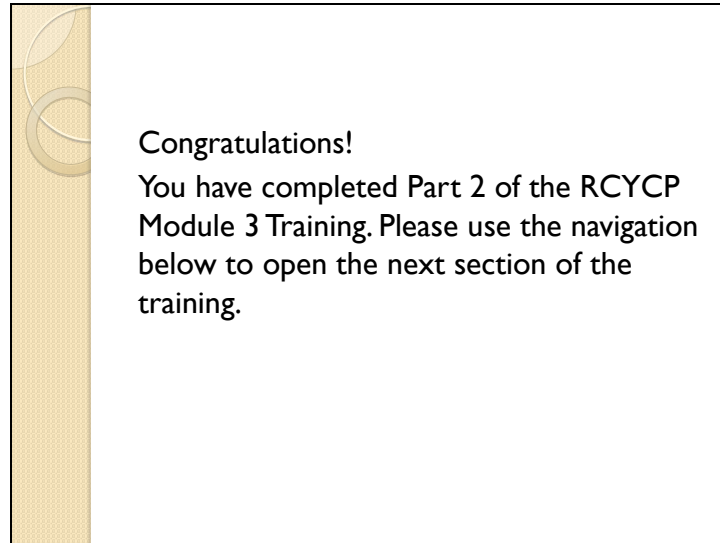 Congratulations!
You have completed Part 2 of the RCYCP
Module 3 Training. Please use the navigation
below to open the next section of the
training.